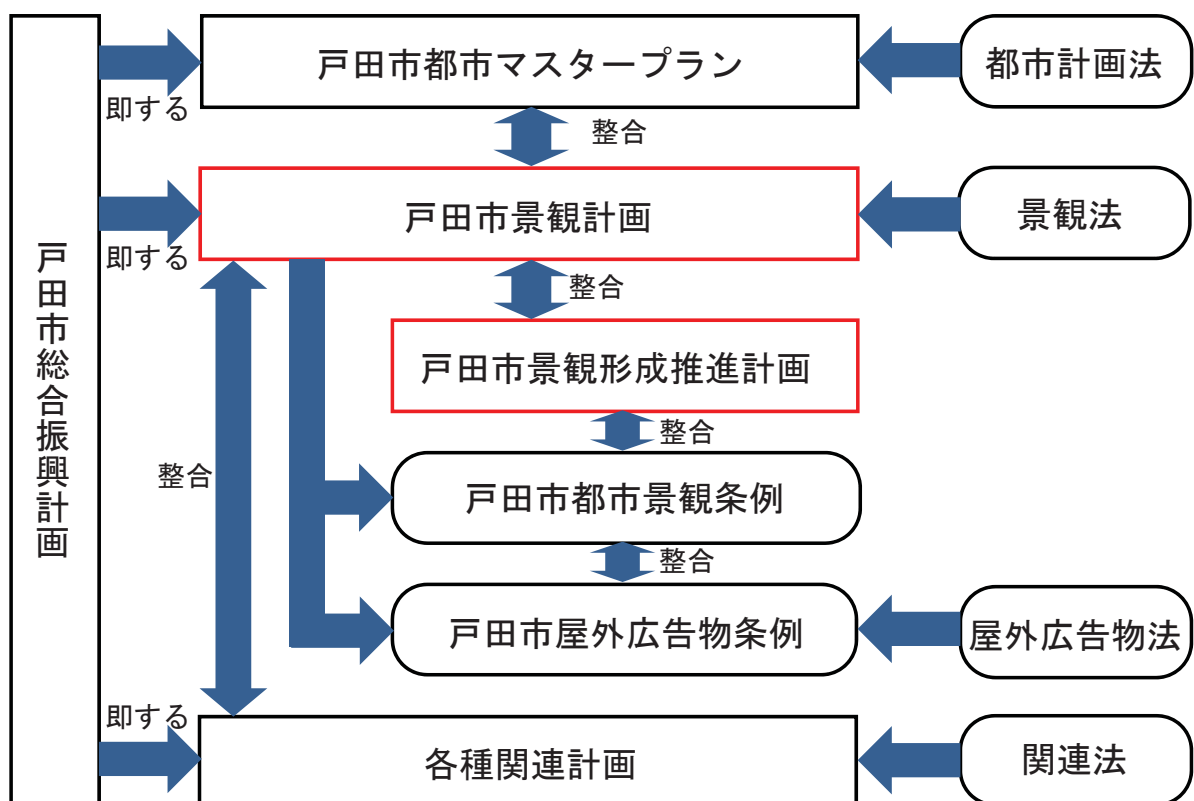 戸田市総合振興計画
戸田市都市マスタープラン
都市計画法
即する
整合
戸田市景観計画
景観法
即する
整合
戸田市景観形成推進計画
整合
整合
戸田市都市景観条例
整合
戸田市屋外広告物条例
屋外広告物法
即する
各種関連計画
関連法